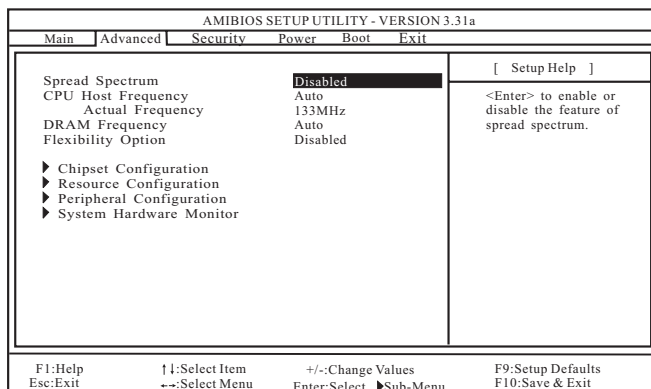 AMIBIOS SETUP UTILITY - VERSION 3.31a
Main Advanced Security Power Boot Exit
[ Setup Help ]
Spread Spectrum Disabled
CPU Host Frequency Auto
Actual Frequency 133MHz
DRAM Frequency Auto
Flexibility Option Disabled
<Enter> to enable or
disable the feature of
spread spectrum.
Chipset Configuration
Resource Configuration
Peripheral Configuration
System Hardware Monitor
F1:Help ↑↓:Select Item +/-:Change Values F9:Setup Defaults
Esc:Exit ←→:Select Menu Enter:Select ▶Sub-Menu F10:Save & Exit